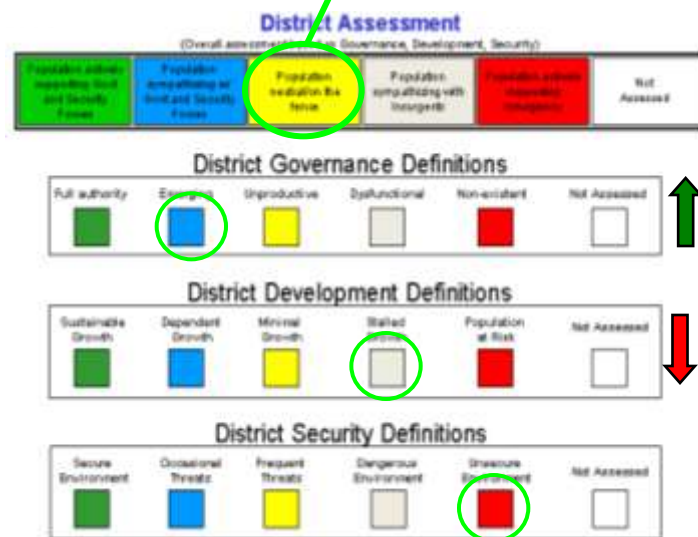 District Assessment
(Overall assessment based on Governance, Development, Security)
Population actively
supporting Govt
and Security
Forces
Population
sympathizing w/
Govt and Security
Forces
Population
neutral/on the
fence
Population
sympathizing with
Insurgents
Population actively
supporting
Insurgency
Not
Assessed
District Governance Definitions
Full authority Emerging Unproductive Dysfunctional Non-existent Not Assessed
District Development Definitions
Sustainable
Growth
Dependent
Growth
Minimal
Growth
Stalled
Growth
Population
at Risk
Not Assessed
District Security Definitions
Secure
Environment
Occasional
Threats
Frequent
Threats
Dangerous
Environment
Unsecure
Environment
Not Assessed